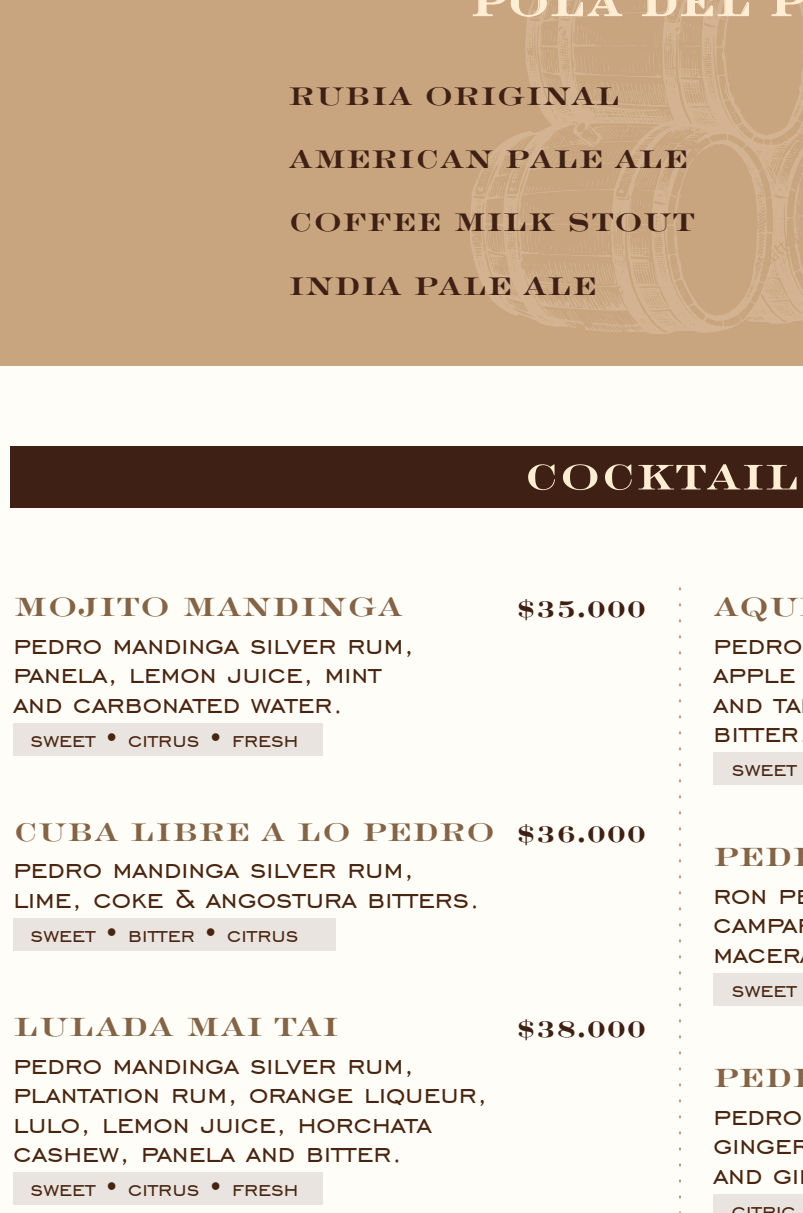 POLA DEL P
RUBIA ORIGINAL
AMERICAN PALE ALE
COFFEE MILK STOUT
INDIA PALE ALE
COCKTAIL
MOJITO MANDINGA $35.000
PEDRO MANDINGA SILVER RUM,
PANELA, LEMON JUICE, MINT
AND CARBONATED WATER.
SWEET • CITRUS • FRESH
CUBA LIBRE A LO PEDRO $36.000
PEDRO MANDINGA SILVER RUM,
LIME, COKE & ANGOSTURA BITTERS.
SWEET • BITTER • CITRUS
LULADA MAI TAI $38.000
PEDRO MANDINGA SILVER RUM,
PLANTATION RUM, ORANGE LIQUEUR,
LULO, LEMON JUICE, HORCHATA
CASHEW, PANELA AND BITTER.
SWEET • CITRUS • FRESH
PEDRO
APPLE
AND
BITTER.
SWEET
RON
SWEET
PEDRO
GINGER
AND